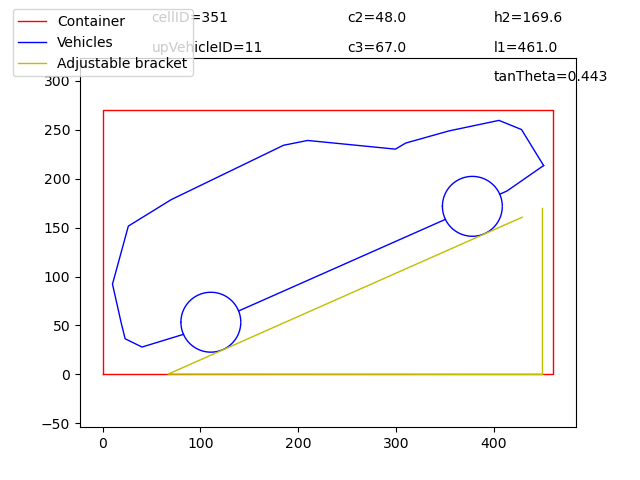 cellID=351 c2=48.0 h2=169.6
upVehicleID=11 c3=67.0 l1=461.0
tanTheta=0.443
Container
Vehicles
Adjustable bracket
300
250
200
150
100
50
0
−50
0 100 200 300 400